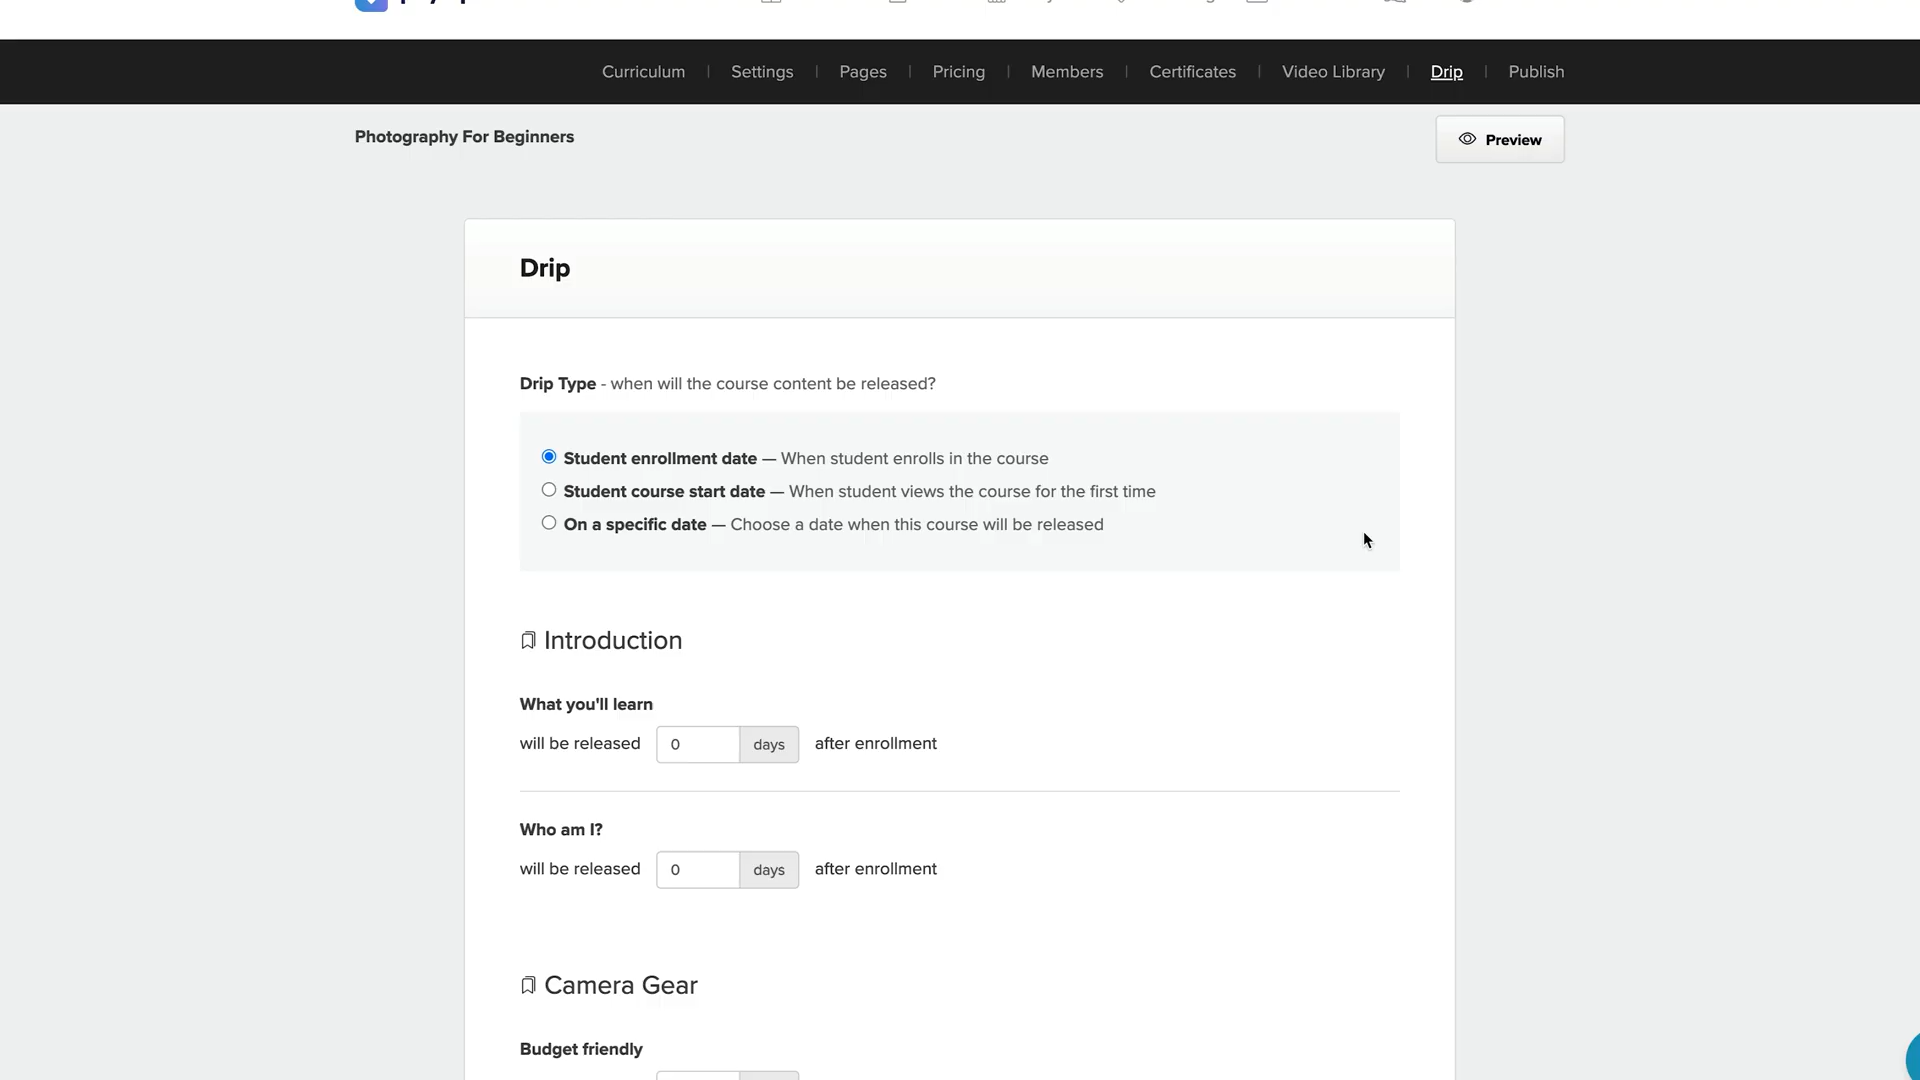 Curriculum | Settings | Pages | Pricing | Members | Certificates | Video Library | Drip | Publish
Photography For Beginners
Preview
Drip
Drip Type - when will the course content be released?
Student enrollment date — When student enrolls in the course
Student course start date — When student views the course for the first time
On a specific date — Choose a date when this course will be released
Introduction
What you'll learn
will be released 0 days after enrollment
Who am I?
will be released 0 days after enrollment
Camera Gear
Budget friendly